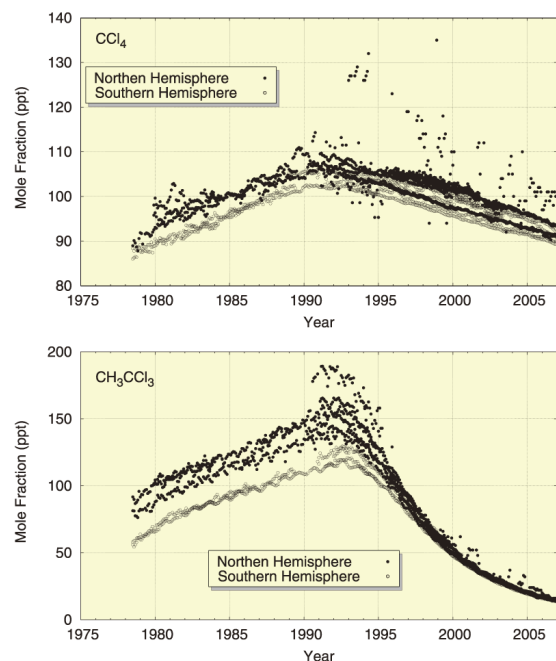 140
CCl4
130
Northen Hemisphere
Southern Hemisphere
120
Mole Fraction (ppt)
110
100
90
80
1975 1980 1985 1990 1995 2000 2005
Year
200
CH3CCl3
150
Mole Fraction (ppt)
100
50
Northen Hemisphere
Southern Hemisphere
0
1975 1980 1985 1990 1995 2000 2005
Year